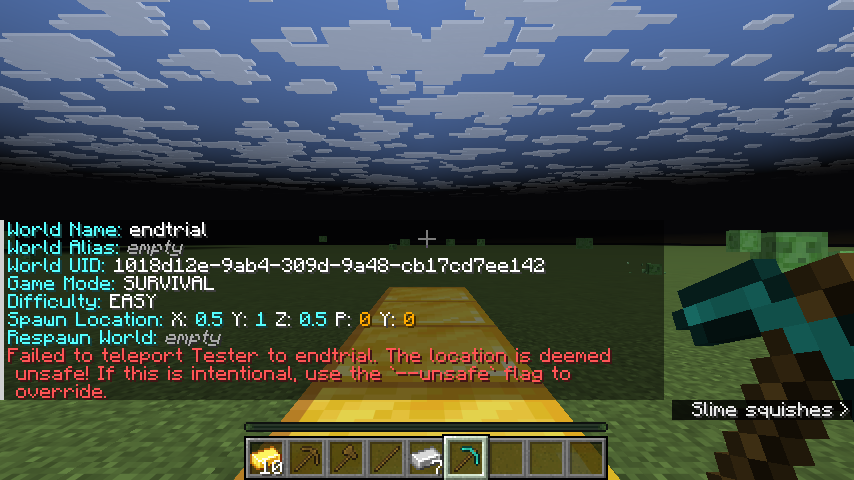 World Name: endtrial
World Alias: empty
World UID: 1018d12e-9ab4-309d-9a48-cb17cd7ee142
Game Mode: SURVIVAL
Difficulty: EASY
Spawn Location: X: 0.5 Y: 1 Z: 0.5 P: 0 Y: 0
Respawn World: empty
Failed to teleport Tester to endtrial. The location is deemed
unsafe! If this is intentional, use the `--unsafe` flag to
override.
Slime squishes >
10
7